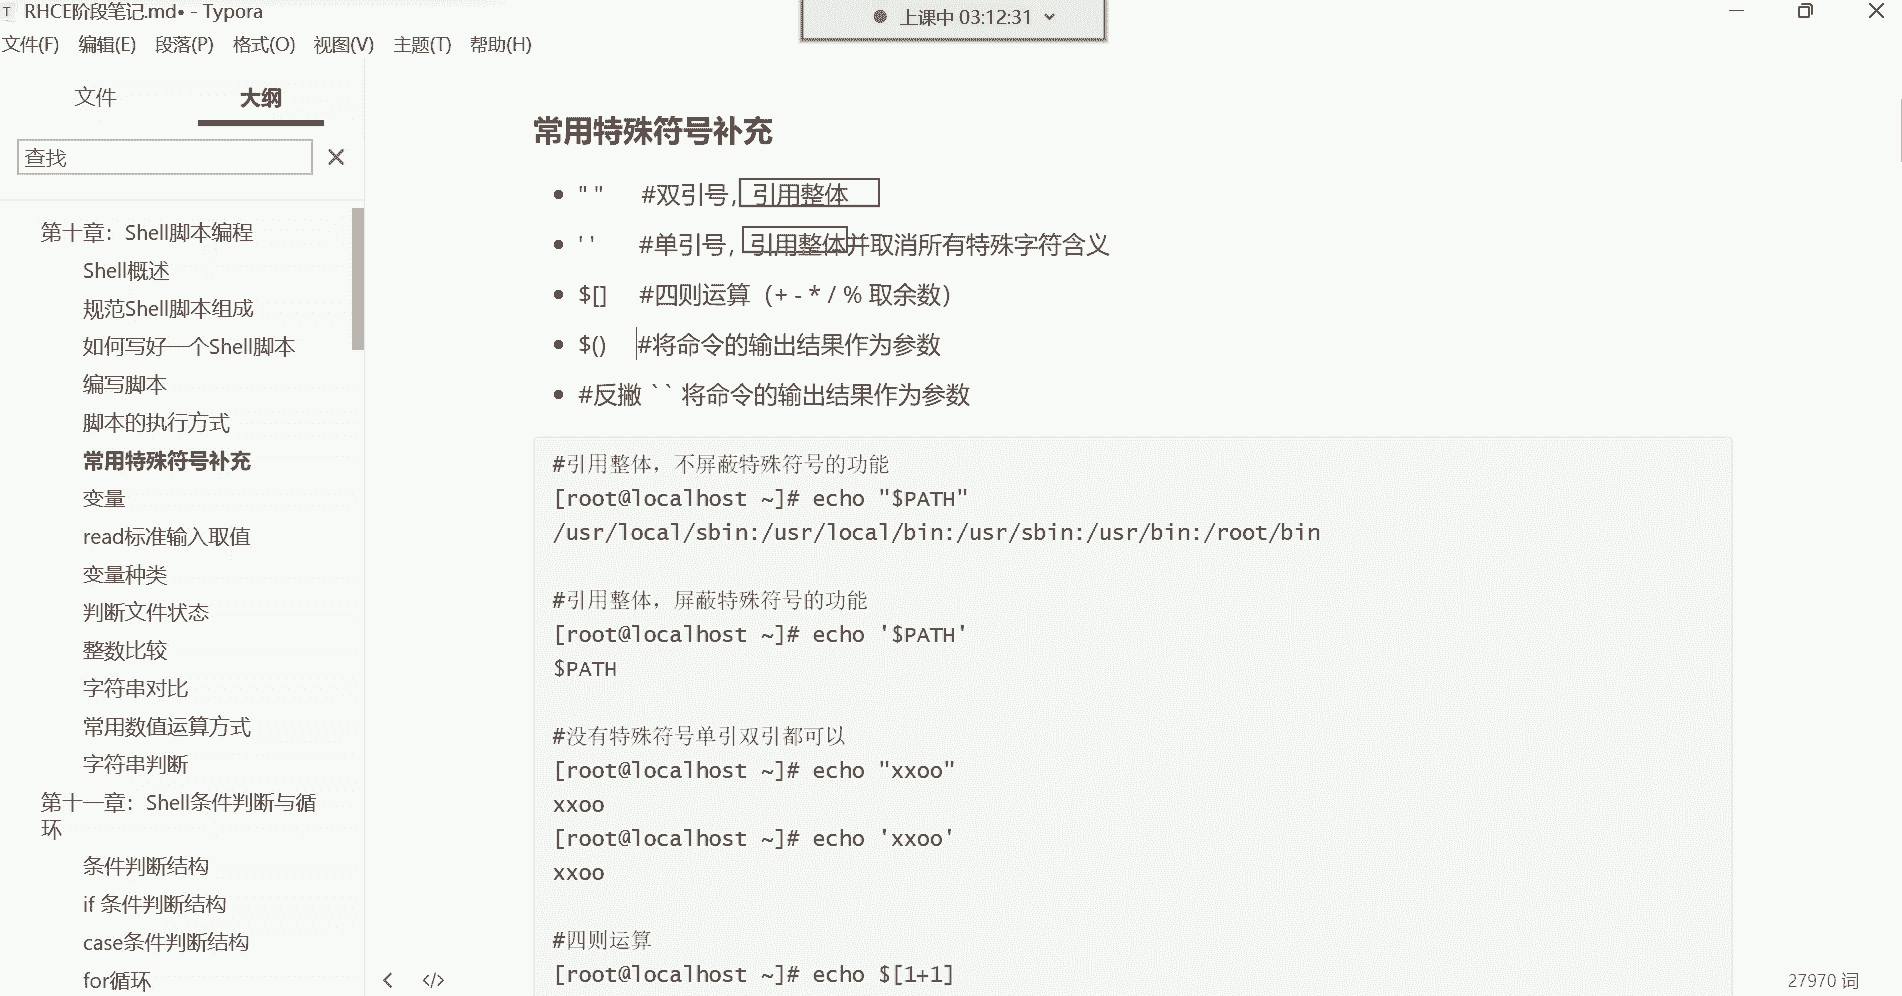 RHCE阶段笔记.md• - Typora
上课中 03:12:31
文件(F) 编辑(E) 段落(P) 格式(O) 视图(V) 主题(T) 帮助(H)
文件 大纲
查找
第十章：Shell脚本编程
Shell概述
规范Shell脚本组成
如何写好一个Shell脚本
编写脚本
脚本的执行方式
常用特殊符号补充
变量
read标准输入取值
变量种类
判断文件状态
整数比较
字符串对比
常用数值运算方式
字符串判断
第十一章：Shell条件判断与循
环
条件判断结构
if 条件判断结构
case条件判断结构
for循环
常用特殊符号补充
• " " #双引号, 引用整体
• ' ' #单引号, 引用整体并取消所有特殊字符含义
• $[] #四则运算（+ - * / % 取余数）
• $() #将命令的输出结果作为参数
• #反撇 ` ` 将命令的输出结果作为参数
#引用整体，不屏蔽特殊符号的功能
[root@localhost ~]# echo "$PATH"
/usr/local/sbin:/usr/local/bin:/usr/sbin:/usr/bin:/root/bin
#引用整体，屏蔽特殊符号的功能
[root@localhost ~]# echo '$PATH'
$PATH
#没有特殊符号单引双引都可以
[root@localhost ~]# echo "xxoo"
xxoo
[root@localhost ~]# echo 'xxoo'
xxoo
#四则运算
[root@localhost ~]# echo $[1+1]
27970 词